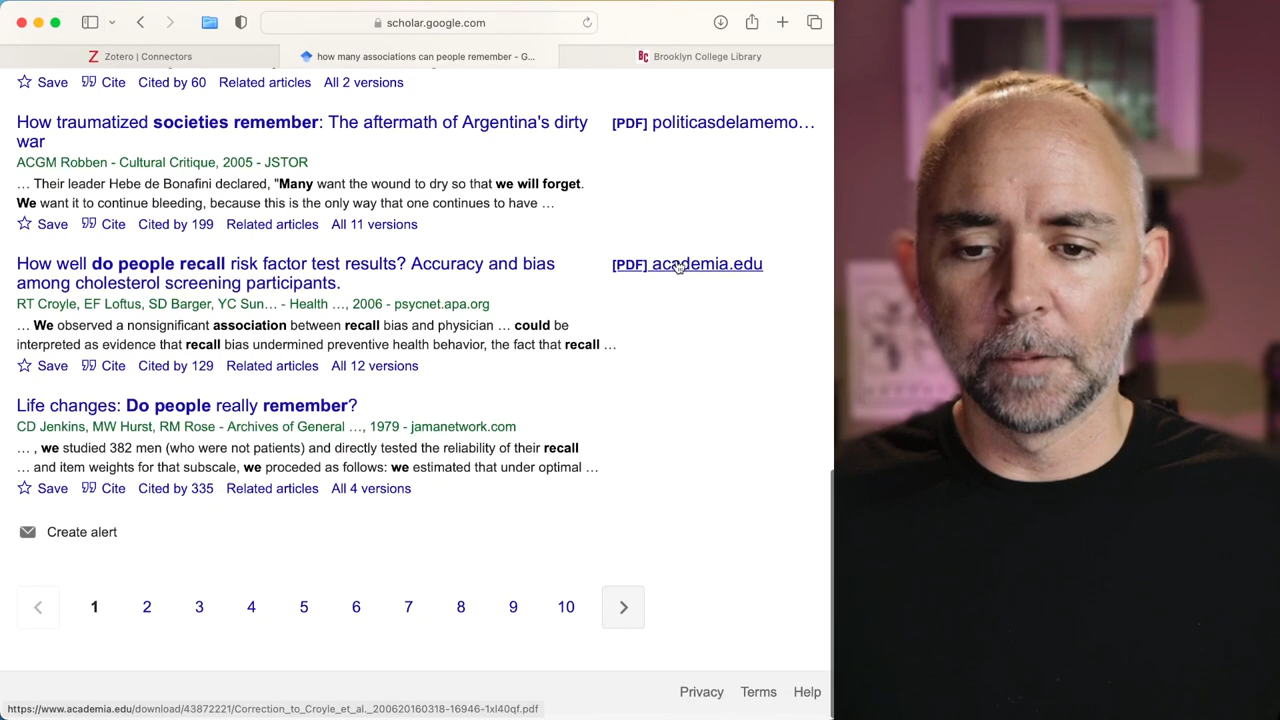 scholar.google.com
Zotero | Connectors
how many associations can people remember - G...
BC Brooklyn College Library
Save Cite Cited by 60 Related articles All 2 versions
How traumatized societies remember: The aftermath of Argentina's dirty
war
[PDF] politicasdelamemo…
ACGM Robben - Cultural Critique, 2005 - JSTOR
… Their leader Hebe de Bonafini declared, "Many want the wound to dry so that we will forget.
We want it to continue bleeding, because this is the only way that one continues to have …
Save Cite Cited by 199 Related articles All 11 versions
How well do people recall risk factor test results? Accuracy and bias
among cholesterol screening participants.
[PDF] academia.edu
RT Croyle, EF Loftus, SD Barger, YC Sun… - Health …, 2006 - psycnet.apa.org
… We observed a nonsignificant association between recall bias and physician … could be
interpreted as evidence that recall bias undermined preventive health behavior, the fact that recall …
Save Cite Cited by 129 Related articles All 12 versions
Life changes: Do people really remember?
CD Jenkins, MW Hurst, RM Rose - Archives of General …, 1979 - jamanetwork.com
… , we studied 382 men (who were not patients) and directly tested the reliability of their recall
… and item weights for that subscale, we proceded as follows: we estimated that under optimal …
Save Cite Cited by 335 Related articles All 4 versions
Create alert
1 2 3 4 5 6 7 8 9 10
Privacy Terms Help
https://www.academia.edu/download/43872221/Correction_to_Croyle_et_al._200620160318-16946-1xl40qf.pdf